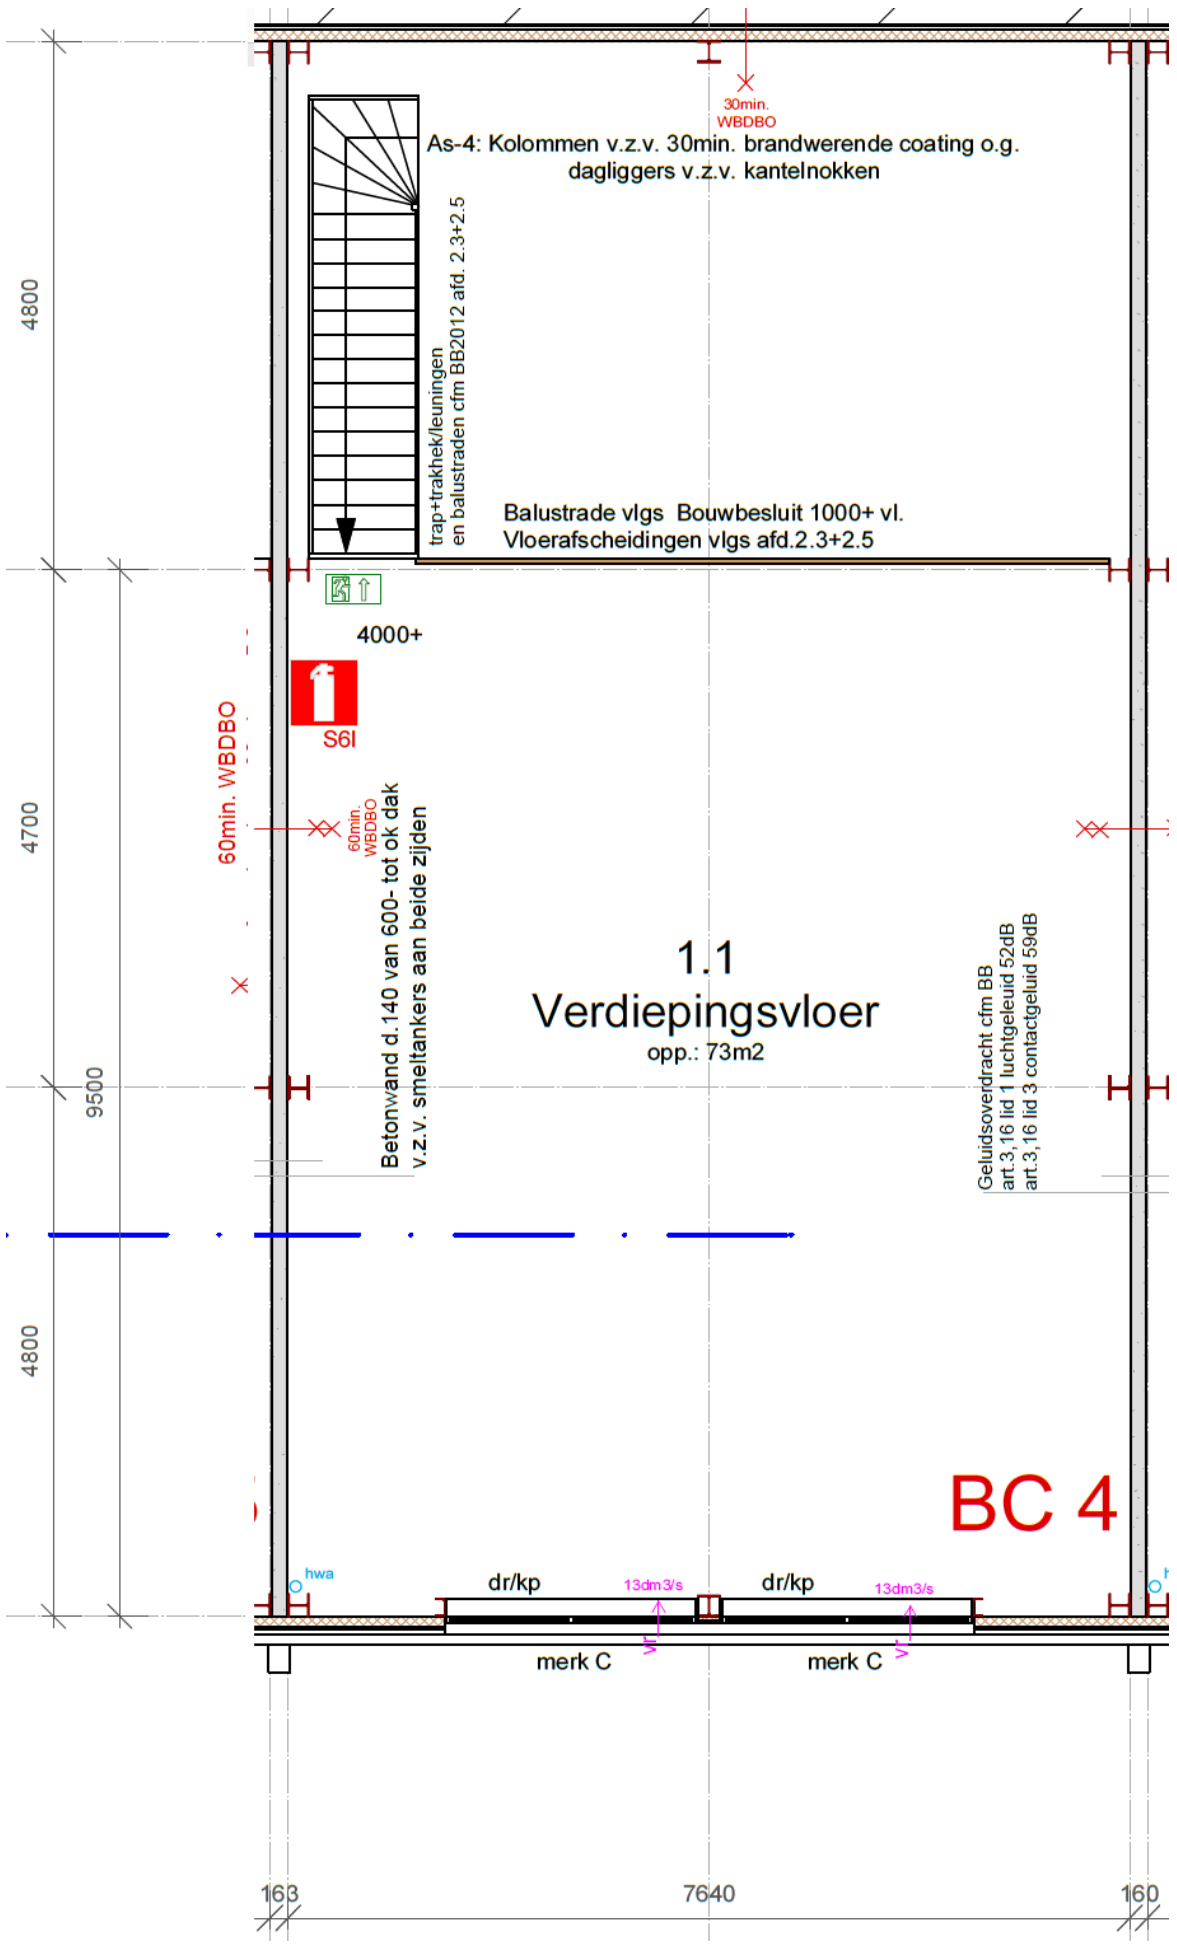 30min.
WBDBO
As-4: Kolommen v.z.v. 30min. brandwerende coating o.g.
dagliggers v.z.v. kantelnokken
4800
trap+trakhek/leuningen
en balustraden cfm BB2012 afd. 2.3+2.5
Balustrade vlgs Bouwbesluit 1000+ vl.
Vloerafscheidingen vlgs afd.2.3+2.5
4000+
S6l
60min. WBDBO
60min.
WBDBO
4700
Betonwand d.140 van 600- tot ok dak
v.z.v. smeltankers aan beide zijden
1.1
Verdiepingsvloer
opp.: 73m2
Geluidsoverdracht cfm BB
art.3,16 lid 1 luchtgeleuid 52dB
art.3,16 lid 3 contactgeluid 59dB
9500
4800
BC 4
hwa
dr/kp
13dm3/s
dr/kp
13dm3/s
vr
vr
merk C
merk C
163
7640
160